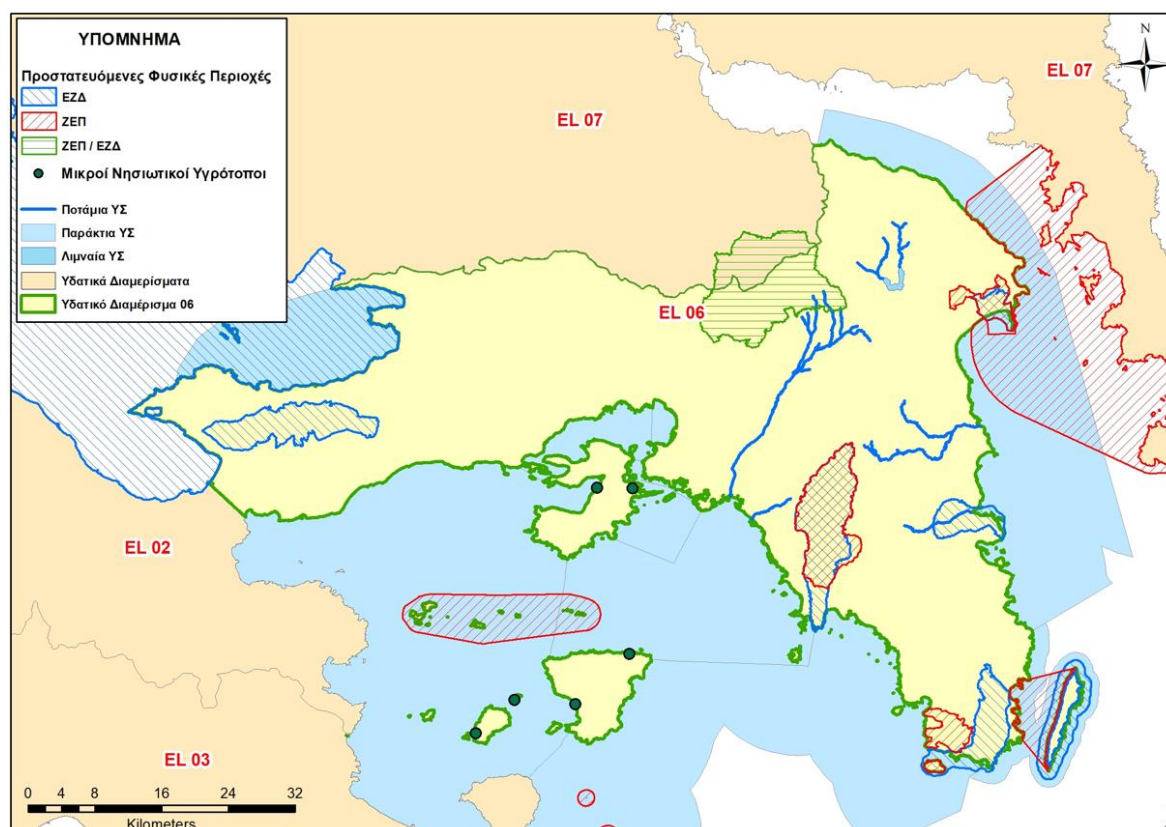 ΥΠΟΜΝΗΜΑ
Προστατευόμενες Φυσικές Περιοχές
ΕΖΔ
ΖΕΠ
ΖΕΠ / ΕΖΔ
Μικροί Νησιωτικοί Υγρότοποι
Ποτάμια ΥΣ
Παράκτια ΥΣ
Λιμναία ΥΣ
Υδατικά Διαμερίσματα
Υδατικό Διαμέρισμα 06
N
EL 07
EL 07
EL 06
EL 02
EL 03
0 4 8 16 24 32
Kilometers